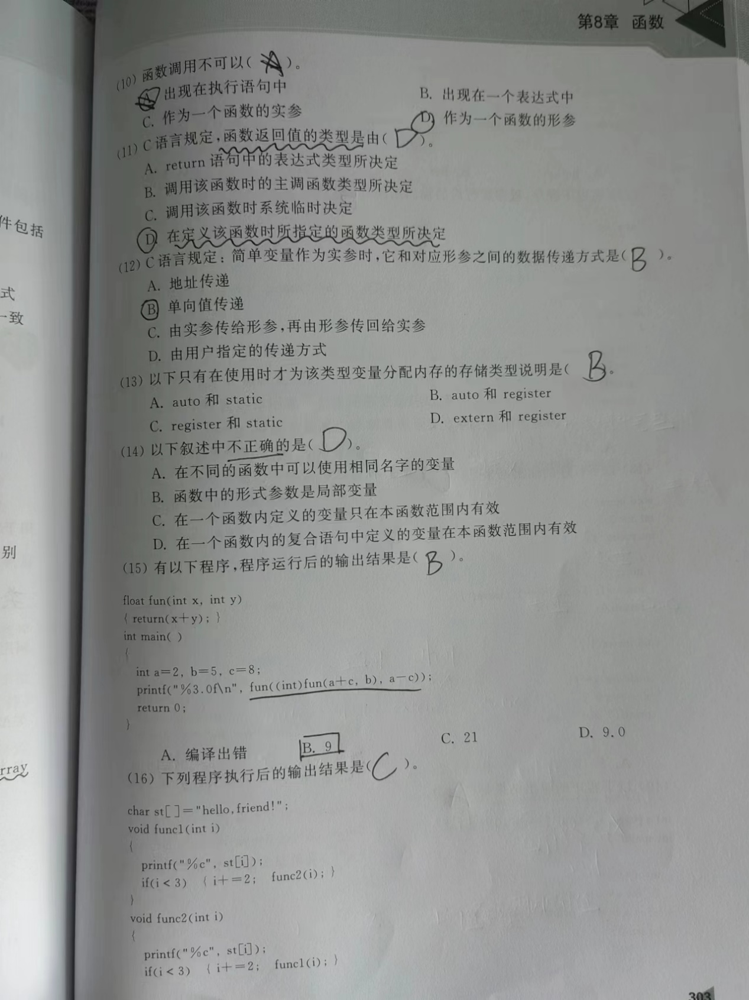 第8章 函数
(10) 函数调用不可以( A )。
A. 出现在执行语句中 B. 出现在一个表达式中
C. 作为一个函数的实参 D. 作为一个函数的形参
(11) C语言规定,函数返回值的类型是由( D )。
A. return 语句中的表达式类型所决定
B. 调用该函数时的主调函数类型所决定
C. 调用该函数时系统临时决定
D. 在定义该函数时所指定的函数类型所决定
(12) C语言规定:简单变量作为实参时,它和对应形参之间的数据传递方式是( B )。
A. 地址传递
B. 单向值传递
C. 由实参传给形参,再由形参传回给实参
D. 由用户指定的传递方式
(13) 以下只有在使用时才为该类型变量分配内存的存储类型说明是( B )。
A. auto 和 static B. auto 和 register
C. register 和 static D. extern 和 register
(14) 以下叙述中不正确的是( D )。
A. 在不同的函数中可以使用相同名字的变量
B. 函数中的形式参数是局部变量
C. 在一个函数内定义的变量只在本函数范围内有效
D. 在一个函数内的复合语句中定义的变量在本函数范围内有效
(15) 有以下程序,程序运行后的输出结果是( B )。
float fun(int x, int y)
{ return(x+y); }
int main( )
{
int a=2, b=5, c=8;
printf("%3.0f\n", fun((int)fun(a+c, b), a-c));
return 0;
}
A. 编译出错 B. 9 C. 21 D. 9.0
(16) 下列程序执行后的输出结果是( C )。
char st[ ]="hello,friend!";
void func1(int i)
{
printf("%c", st[i]);
if(i<3) { i+=2; func2(i); }
}
void func2(int i)
{
printf("%c", st[i]);
if(i<3) { i+=2; func1(i); }
303
件包括
式
一致
别
rray